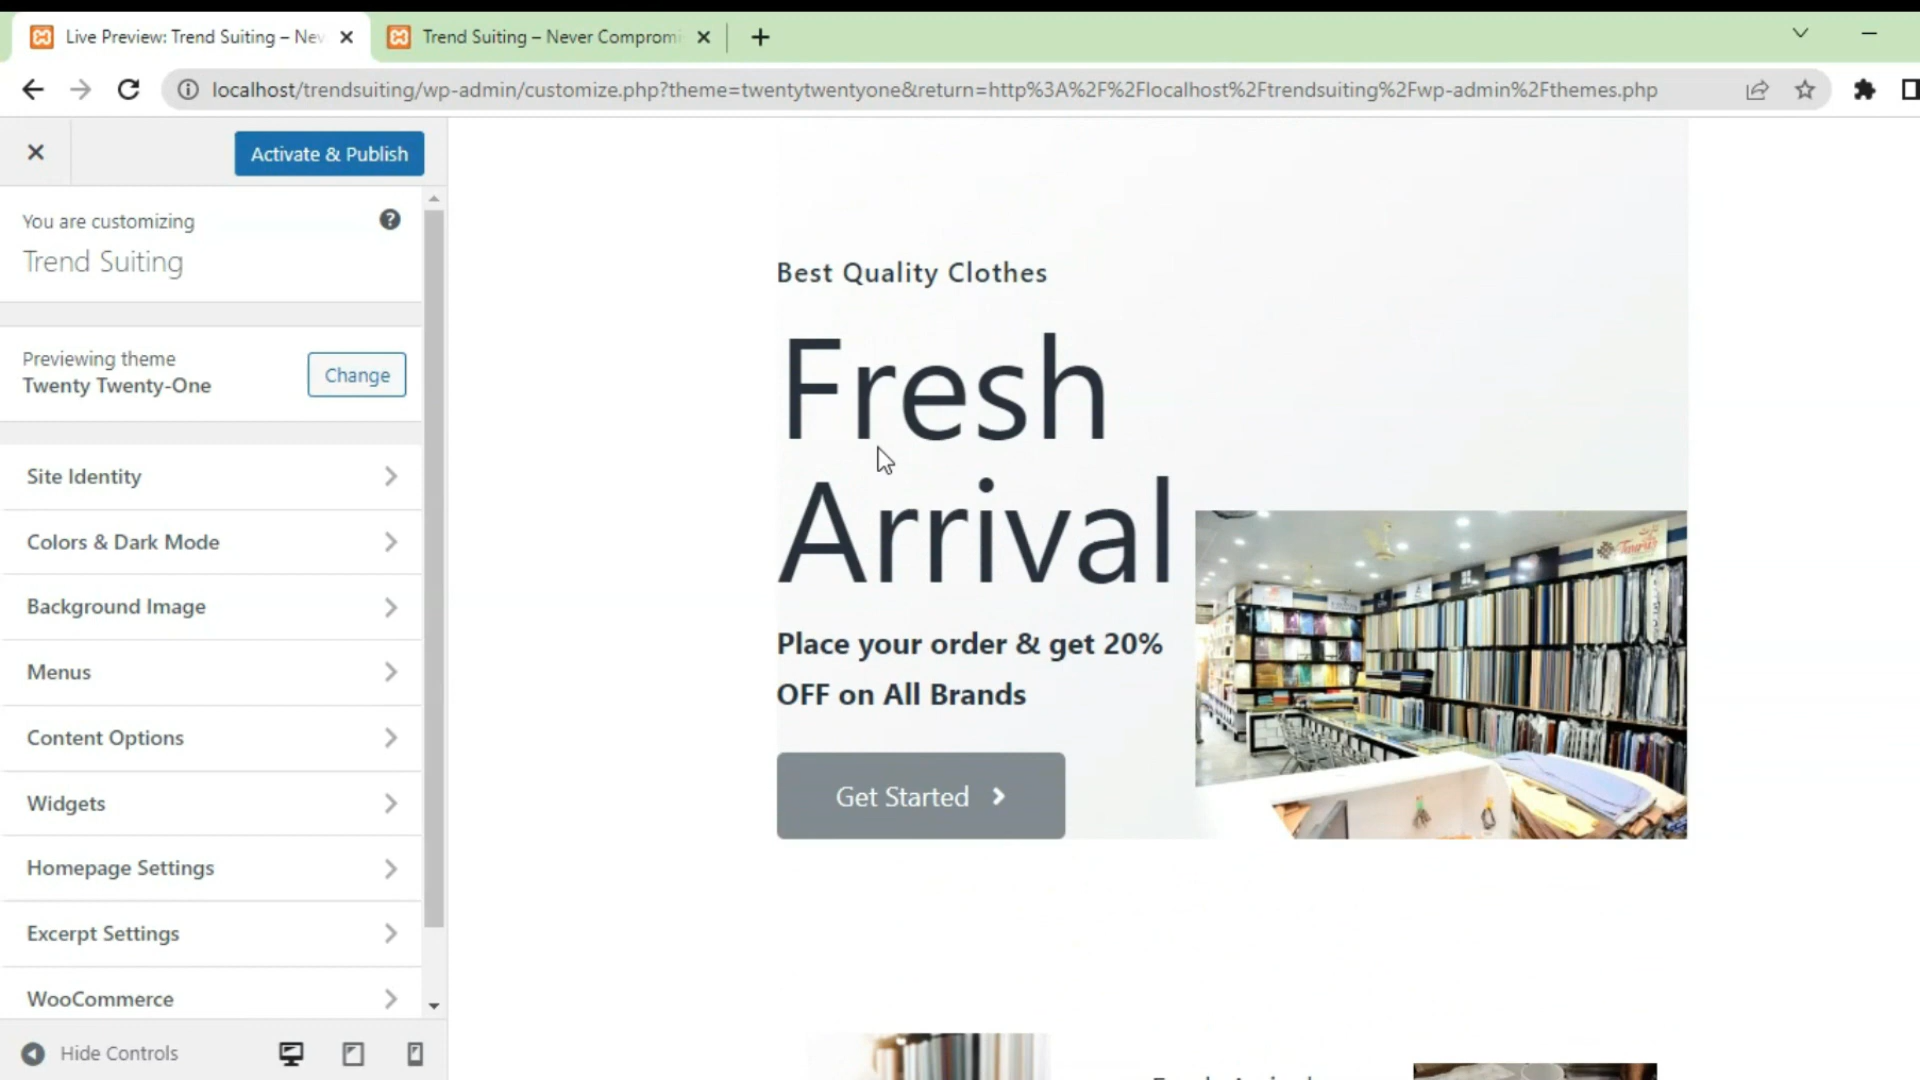 Live Preview: Trend Suiting – Nev
Trend Suiting – Never Compromi
localhost/trendsuiting/wp-admin/customize.php?theme=twentytwentyone&return=http%3A%2F%2Flocalhost%2Ftrendsuiting%2Fwp-admin%2Fthemes.php
Activate & Publish
You are customizing
Trend Suiting
Previewing theme
Twenty Twenty-One
Change
Site Identity
Colors & Dark Mode
Background Image
Menus
Content Options
Widgets
Homepage Settings
Excerpt Settings
WooCommerce
Hide Controls
Best Quality Clothes
Fresh
Arrival
Place your order & get 20%
OFF on All Brands
Get Started